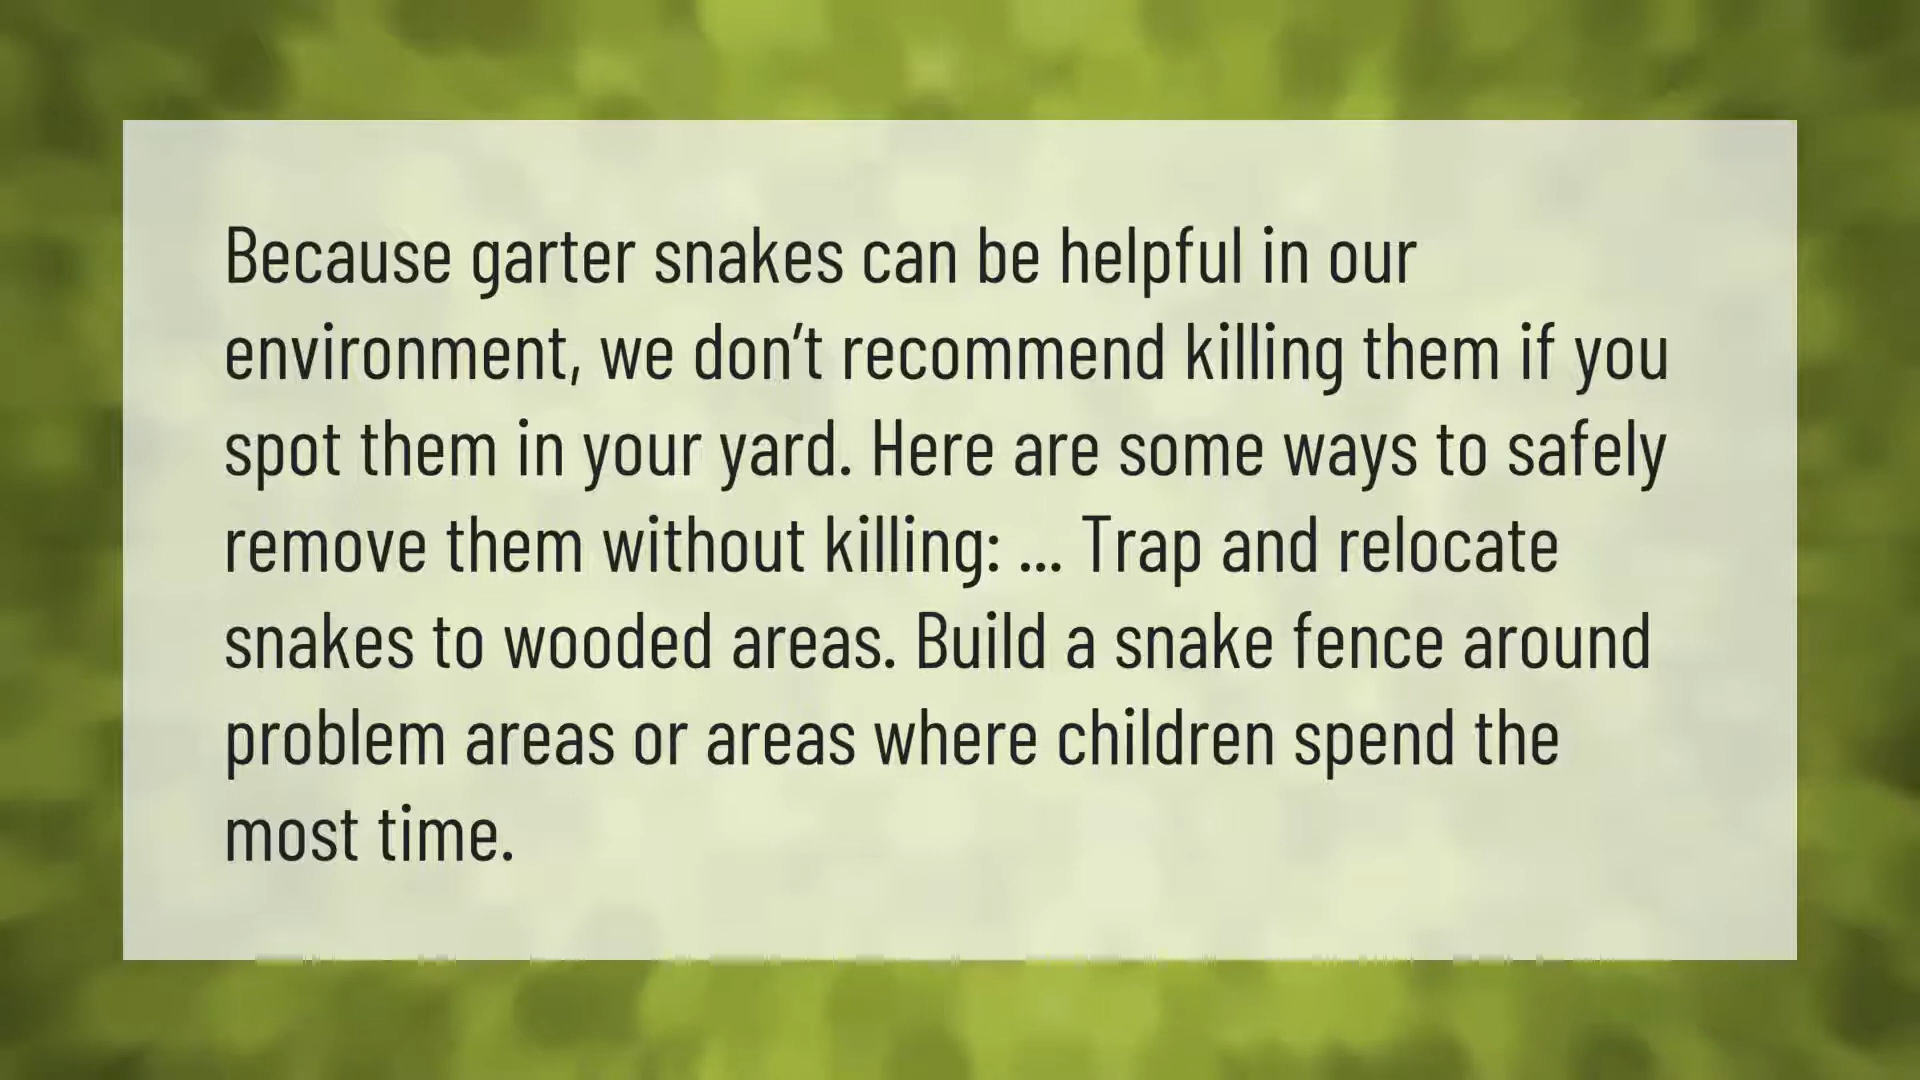 Because garter snakes can be helpful in our
environment, we don’t recommend killing them if you
spot them in your yard. Here are some ways to safely
remove them without killing: ... Trap and relocate
snakes to wooded areas. Build a snake fence around
problem areas or areas where children spend the
most time.